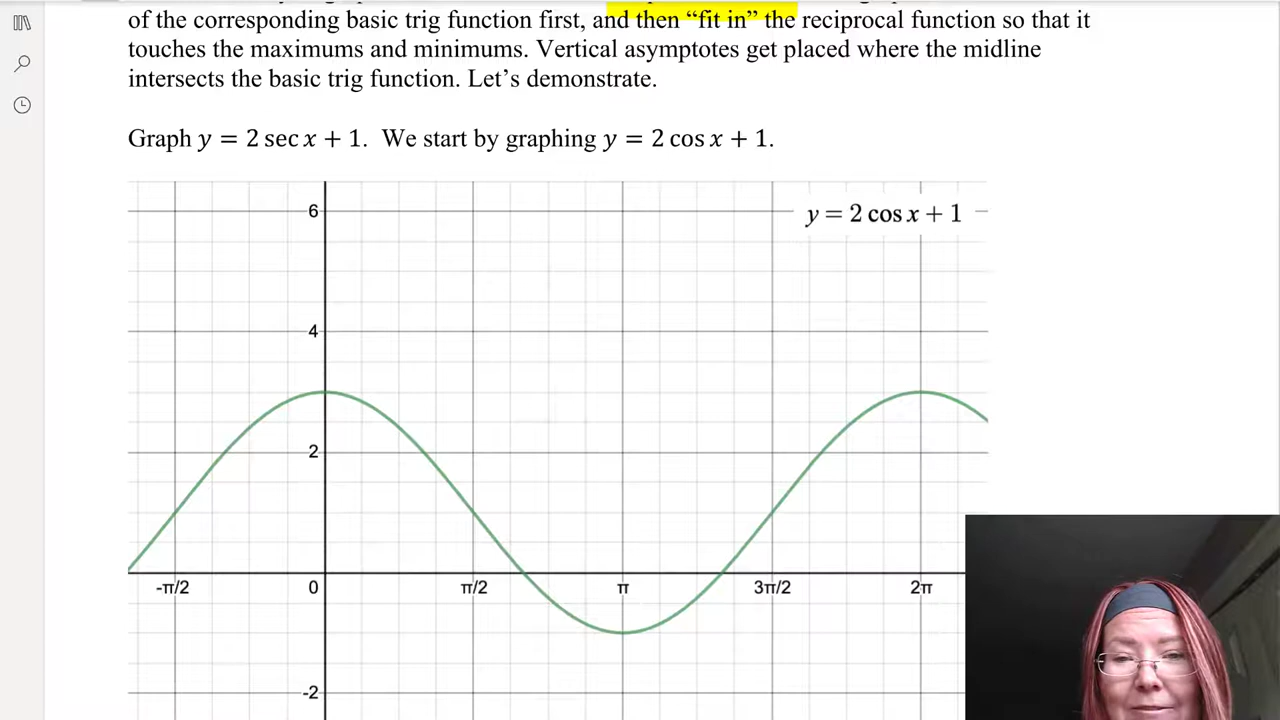 of the corresponding basic trig function first, and then “fit in” the reciprocal function so that it
touches the maximums and minimums. Vertical asymptotes get placed where the midline
intersects the basic trig function. Let’s demonstrate.
Graph y = 2 sec x + 1. We start by graphing y = 2 cos x + 1.
6
y = 2 cos x + 1
4
2
-π/2 0 π/2 π 3π/2 2π
-2